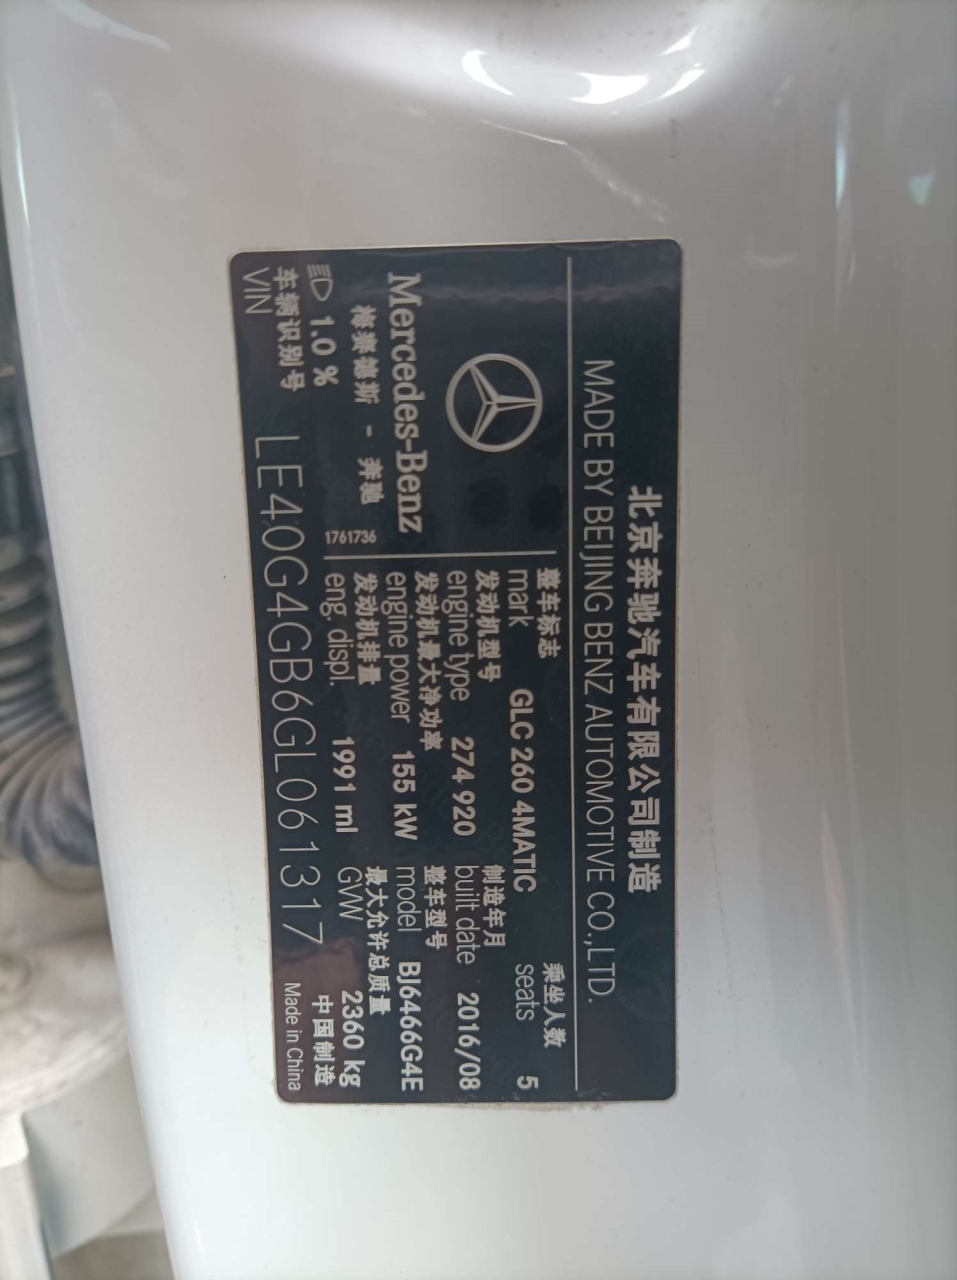 北京奔驰汽车有限公司制造
MADE BY BEIJING BENZ AUTOMOTIVE CO.,LTD.
Mercedes-Benz
梅赛德斯 - 奔驰
1.0 %
1761736
整车标志
mark GLC 260 4MATIC
乘坐人数
seats 5
发动机型号
engine type 274 920
制造年月
built date 2016/08
发动机最大净功率
engine power 155 kW
整车型号
model BJ6466G4E
发动机排量
eng. displ. 1991 ml
最大允许总质量
GVW 2360 kg
车辆识别号
VIN LE40G4GB6GL061317
中国制造
Made in China